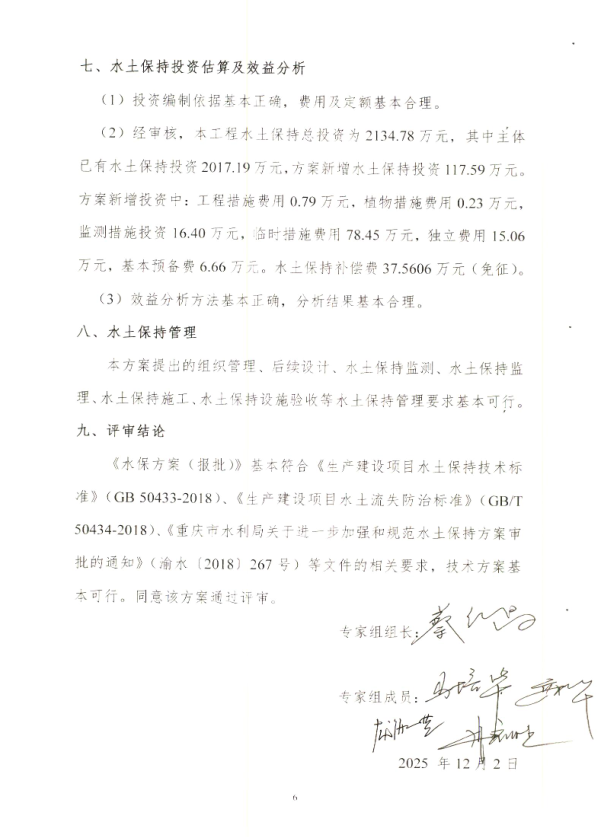 七、水土保持投资估算及效益分析
（1）投资编制依据基本正确，费用及定额基本合理。
（2）经审核，本工程水土保持总投资为 2134.78 万元，其中主体
已有水土保持投资 2017.19 万元，方案新增水土保持投资 117.59 万元。
方案新增投资中：工程措施费用 0.79 万元，植物措施费用 0.23 万元，
监测措施投资 16.40 万元，临时措施费用 78.45 万元，独立费用 15.06
万元，基本预备费 6.66 万元。水土保持补偿费 37.5606 万元（免征）。
（3）效益分析方法基本正确，分析结果基本合理。
八、水土保持管理
本方案提出的组织管理、后续设计、水土保持监测、水土保持监
理、水土保持施工、水土保持设施验收等水土保持管理要求基本可行。
九、评审结论
《水保方案（报批）》基本符合《生产建设项目水土保持技术标
准》（GB 50433-2018）、《生产建设项目水土流失防治标准》（GB/T
50434-2018）、《重庆市水利局关于进一步加强和规范水土保持方案审
批的通知》（渝水〔2018〕267 号）等文件的相关要求，技术方案基
本可行。同意该方案通过评审。
专家组组长：
专家组成员：
2025 年 12 月 2 日
6